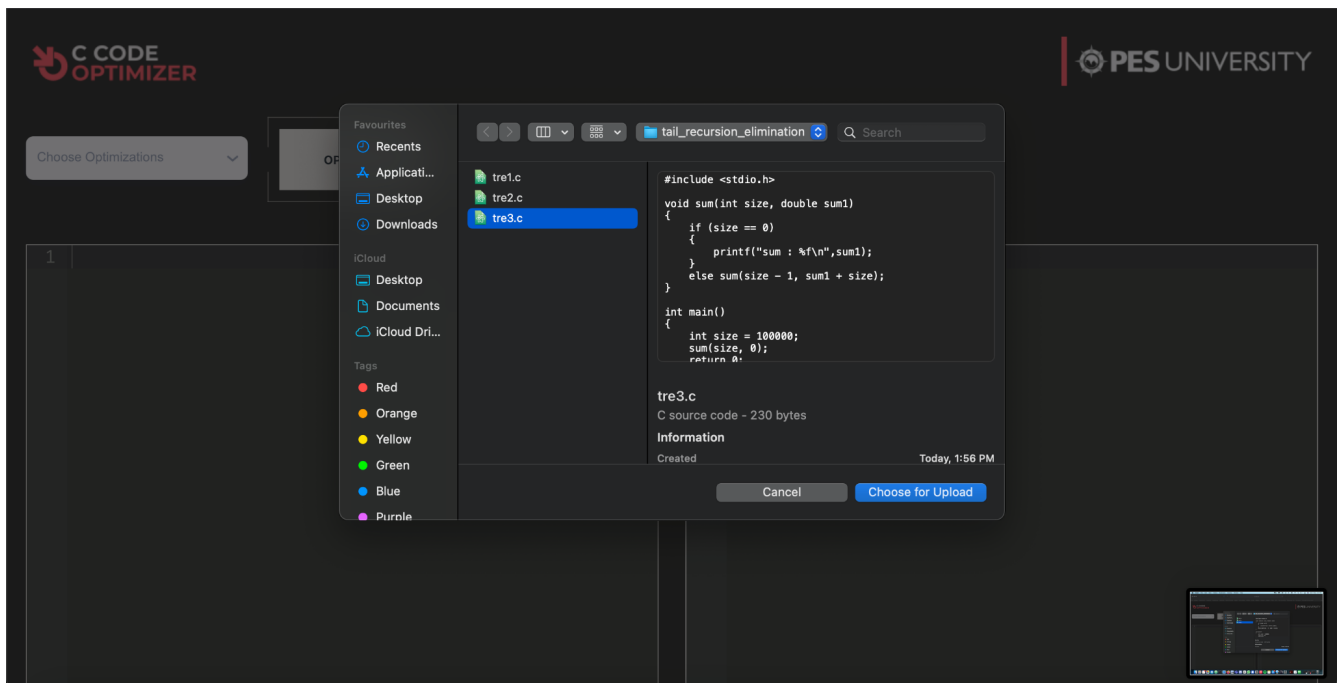 C CODE
OPTIMIZER
PES UNIVERSITY
Choose Optimizations
OP
1
Favourites
Recents
Applicati...
Desktop
Downloads
iCloud
Desktop
Documents
iCloud Dri...
Tags
Red
Orange
Yellow
Green
Blue
Purple
tail_recursion_elimination
Search
tre1.c
tre2.c
tre3.c
#include <stdio.h>
void sum(int size, double sum1)
{
if (size == 0)
{
printf("sum : %f\n",sum1);
}
else sum(size - 1, sum1 + size);
}
int main()
{
int size = 100000;
sum(size, 0);
return 0;
tre3.c
C source code - 230 bytes
Information
Created Today, 1:56 PM
Cancel
Choose for Upload